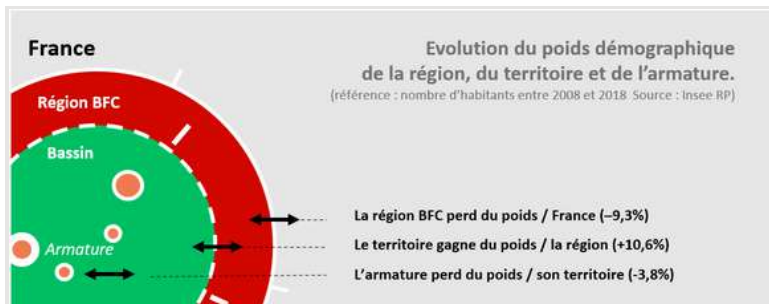 France
Evolution du poids démographique
de la région, du territoire et de l'armature.
(référence : nombre d'habitants entre 2008 et 2018 Source : Insee RP)
Région BFC
Bassin
Armature
La région BFC perd du poids / France (–9,3%)
Le territoire gagne du poids / la région (+10,6%)
L'armature perd du poids / son territoire (-3,8%)